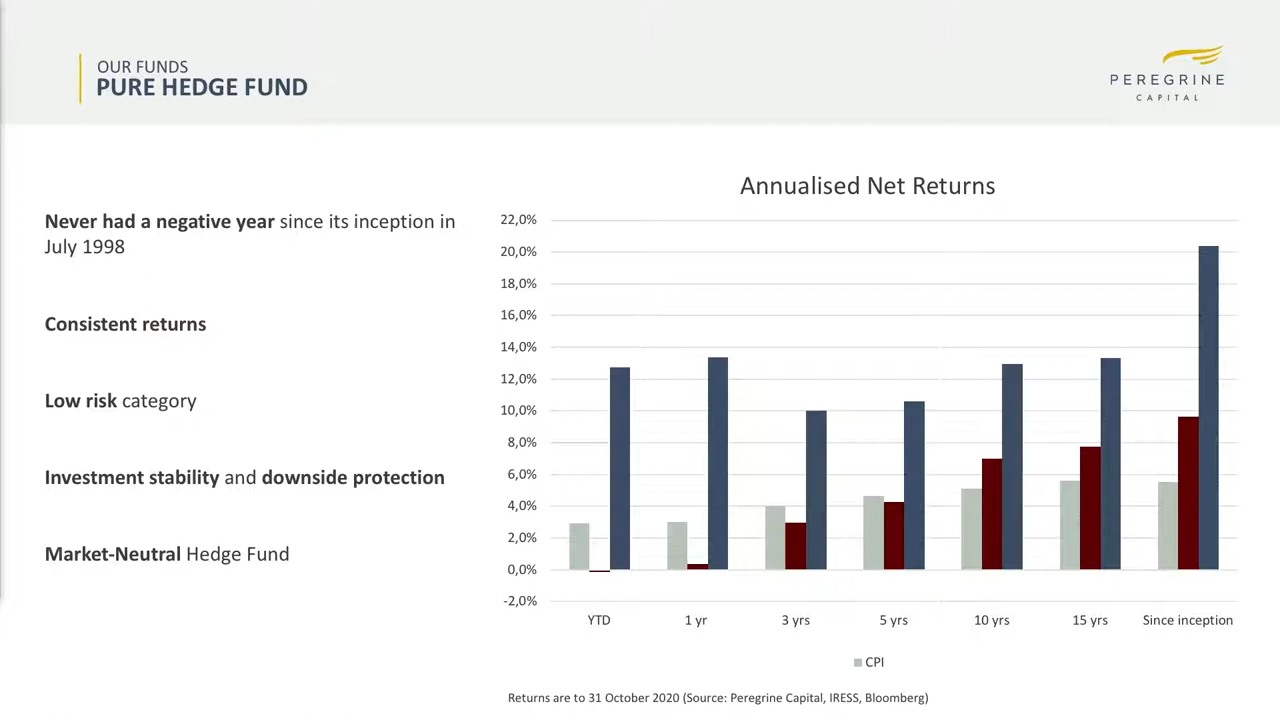 OUR FUNDS
PURE HEDGE FUND
PEREGRINE
CAPITAL
Never had a negative year since its inception in
July 1998
Consistent returns
Low risk category
Investment stability and downside protection
Market-Neutral Hedge Fund
Annualised Net Returns
22,0%
20,0%
18,0%
16,0%
14,0%
12,0%
10,0%
8,0%
6,0%
4,0%
2,0%
0,0%
-2,0%
YTD 1 yr 3 yrs 5 yrs 10 yrs 15 yrs Since inception
CPI
Returns are to 31 October 2020 (Source: Peregrine Capital, IRESS, Bloomberg)